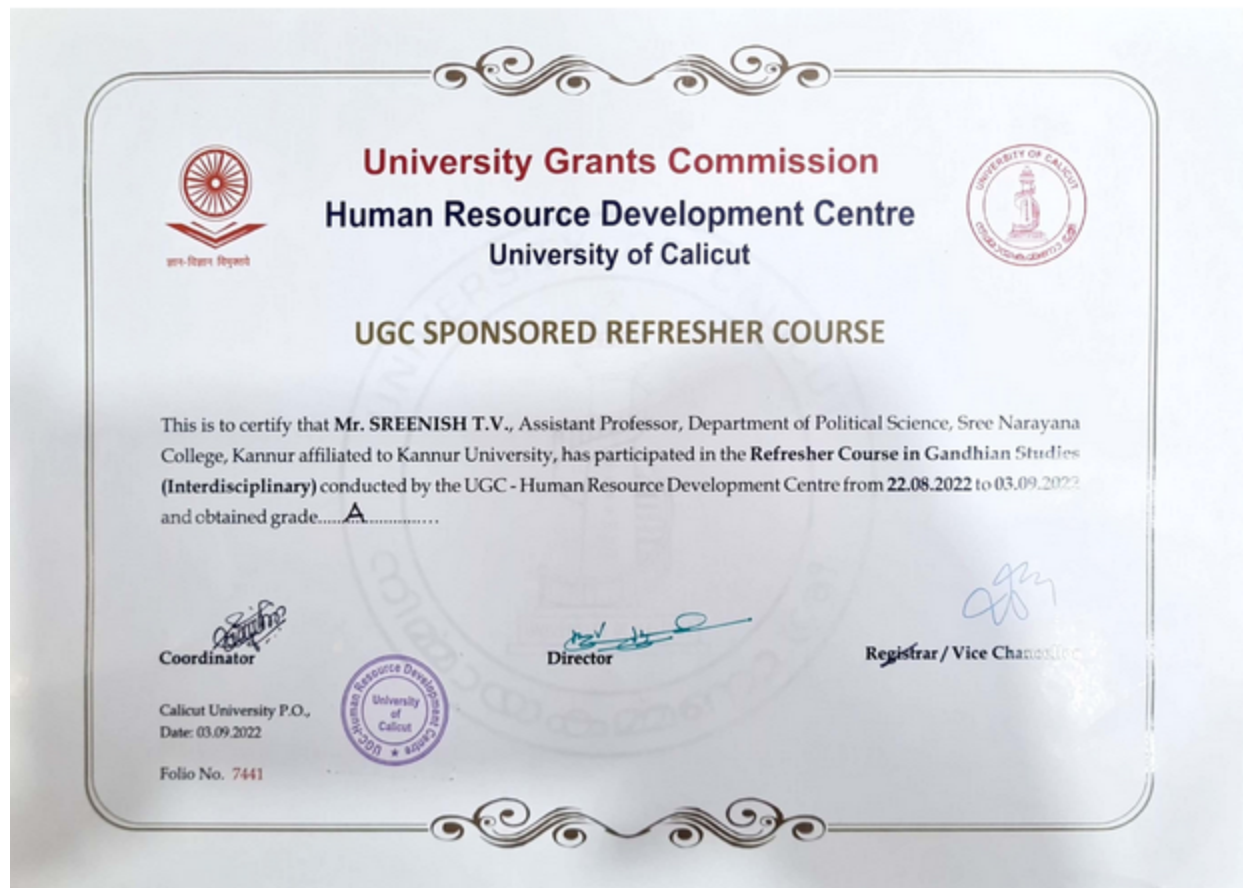 University Grants Commission
Human Resource Development Centre
University of Calicut
ज्ञान-विज्ञान विमुक्तये
UNIVERSITY OF CALICUT
നിർമ്മായ കർമ്മണാ ശ്രീ
UGC SPONSORED REFRESHER COURSE
This is to certify that Mr. SREENISH T.V., Assistant Professor, Department of Political Science, Sree Narayana
College, Kannur affiliated to Kannur University, has participated in the Refresher Course in Gandhian Studies
(Interdisciplinary) conducted by the UGC - Human Resource Development Centre from 22.08.2022 to 03.09.2022
and obtained grade......A.................
Coordinator
Director
Registrar / Vice Chancellor
Calicut University P.O.,
Date: 03.09.2022
UGC-Human Resource Development Centre
University
of
Calicut
Folio No. 7441